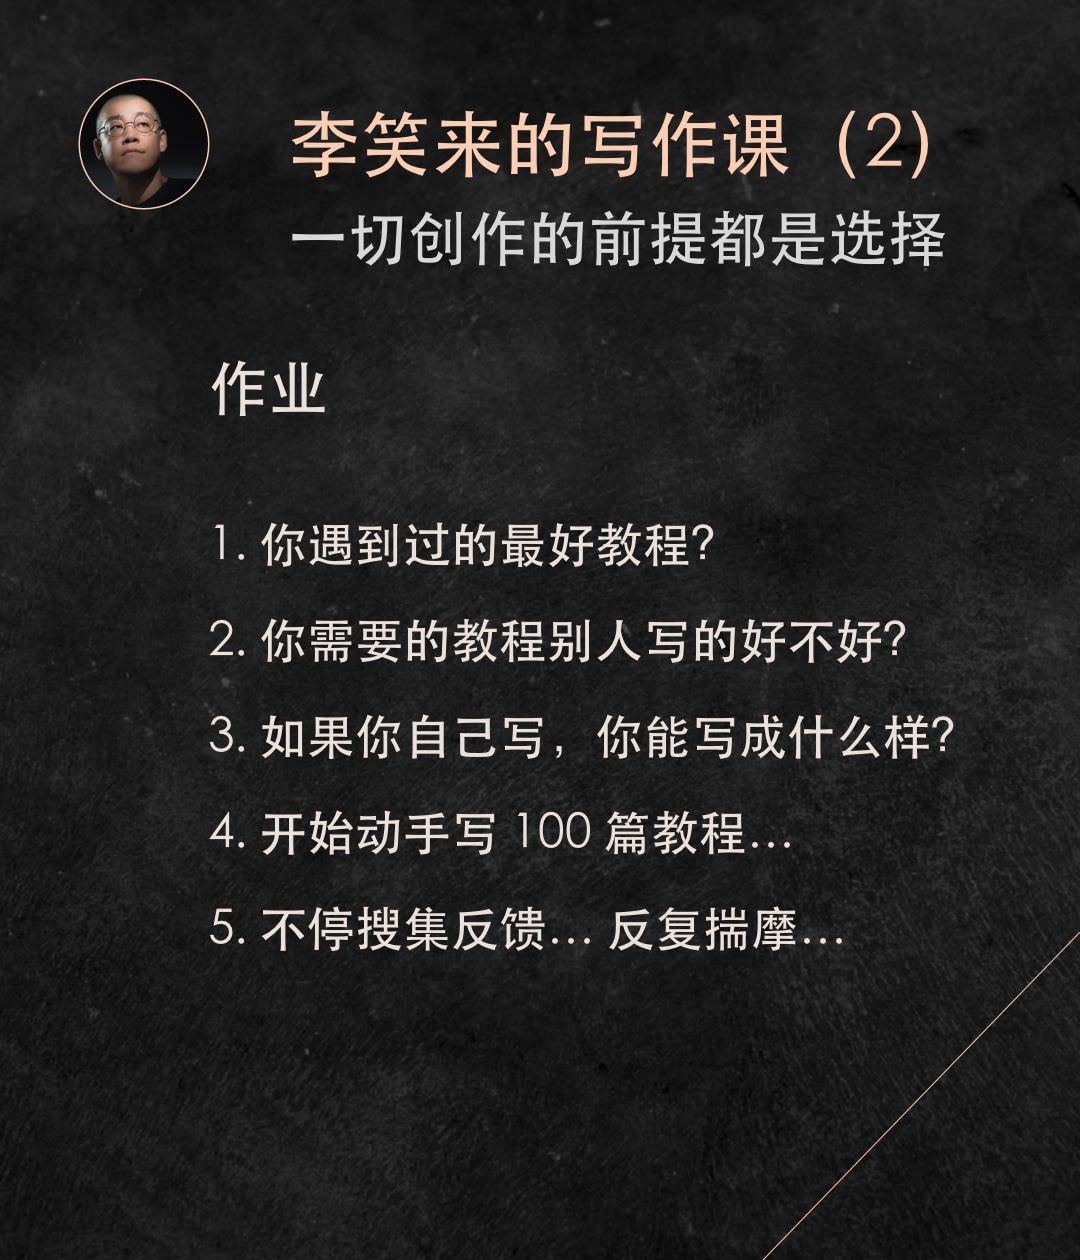 李笑来的写作课（2）
一切创作的前提都是选择
作业
1. 你遇到过的最好教程？
2. 你需要的教程别人写的好不好？
3. 如果你自己写，你能写成什么样？
4. 开始动手写 100 篇教程…
5. 不停搜集反馈… 反复揣摩…